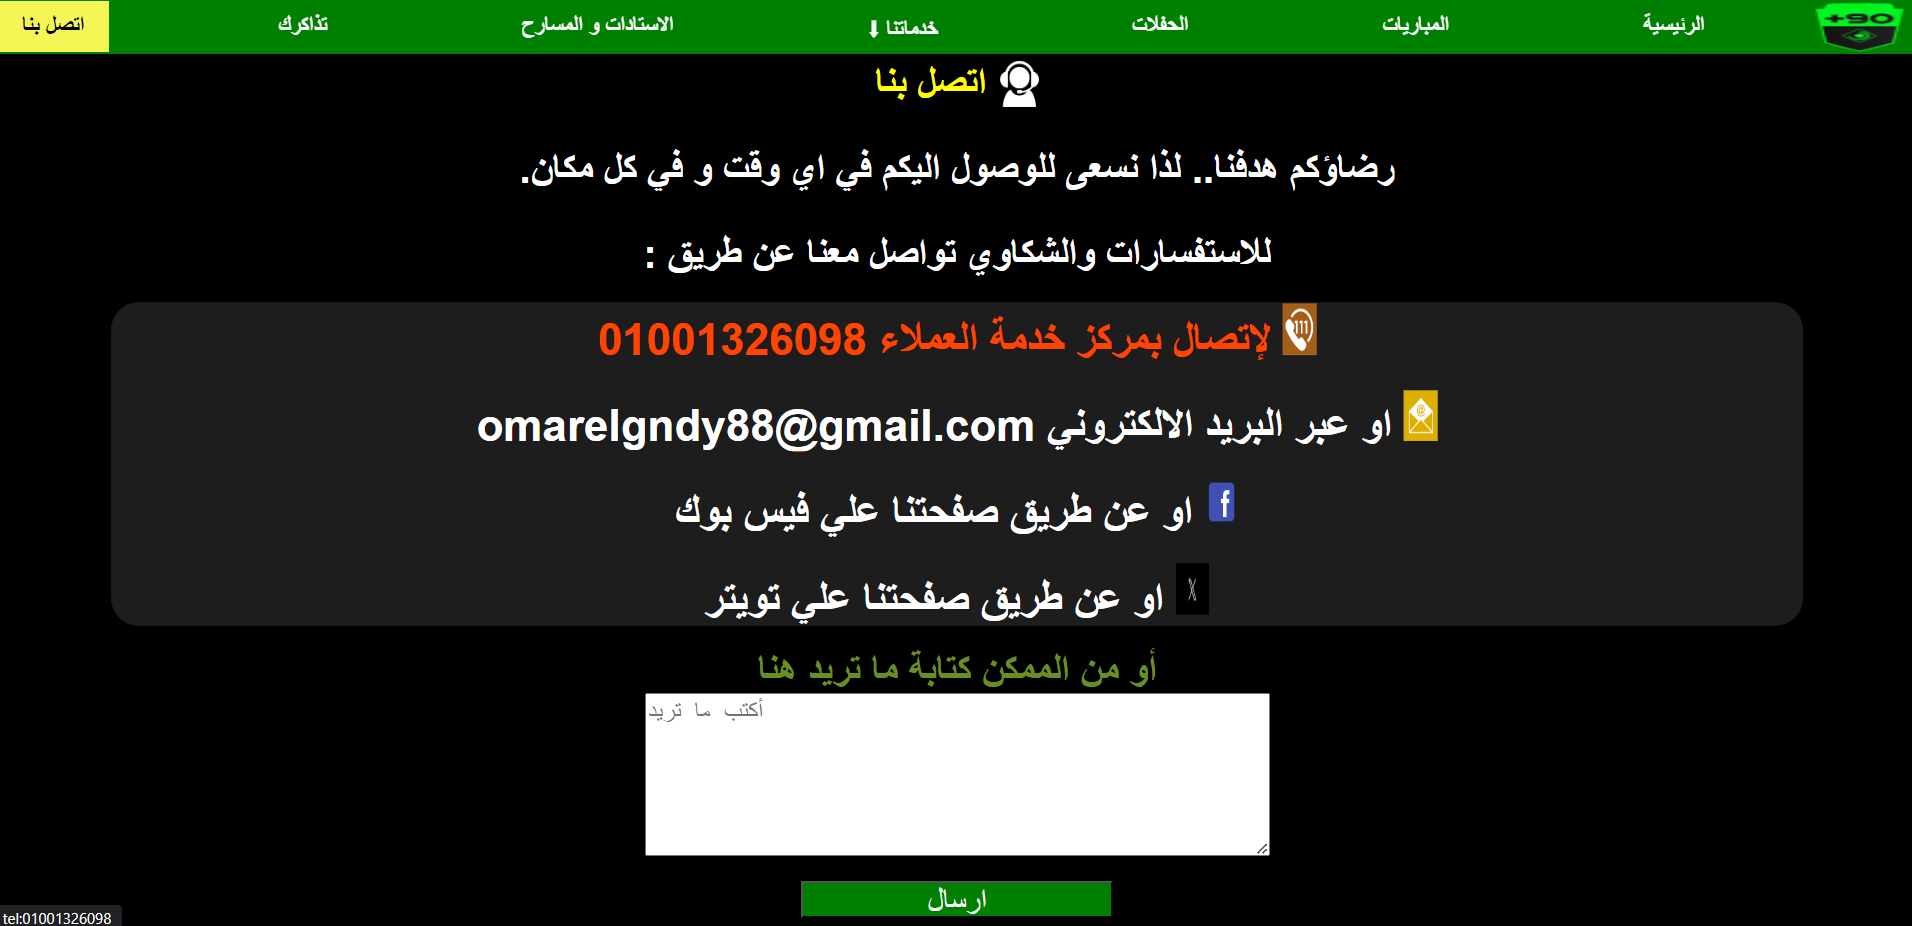 +90
الرئيسية
المباريات
الحفلات
خدماتنا ⬇
الاستادات و المسارح
تذاكرك
اتصل بنا
اتصل بنا
رضاؤكم هدفنا.. لذا نسعى للوصول اليكم في اي وقت و في كل مكان.
للاستفسارات والشكاوي تواصل معنا عن طريق :
111
لإتصال بمركز خدمة العملاء 01001326098
او عبر البريد الالكتروني omarelgndy88@gmail.com
او عن طريق صفحتنا علي فيس بوك
او عن طريق صفحتنا علي تويتر
أو من الممكن كتابة ما تريد هنا
أكتب ما تريد
ارسال
tel:01001326098